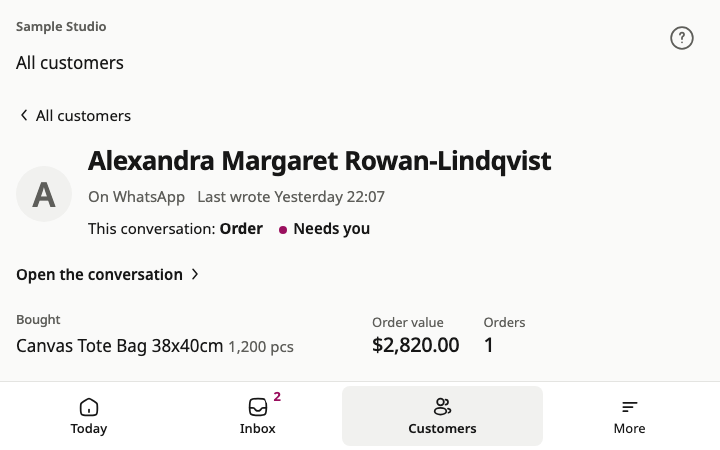 Sample Studio
All customers
All customers
A
Alexandra Margaret Rowan-Lindqvist
On WhatsApp Last wrote Yesterday 22:07
This conversation: Order Needs you
Open the conversation
Bought
Canvas Tote Bag 38x40cm 1,200 pcs
Order value
$2,820.00
Orders
1
Today
Inbox 2
Customers
More